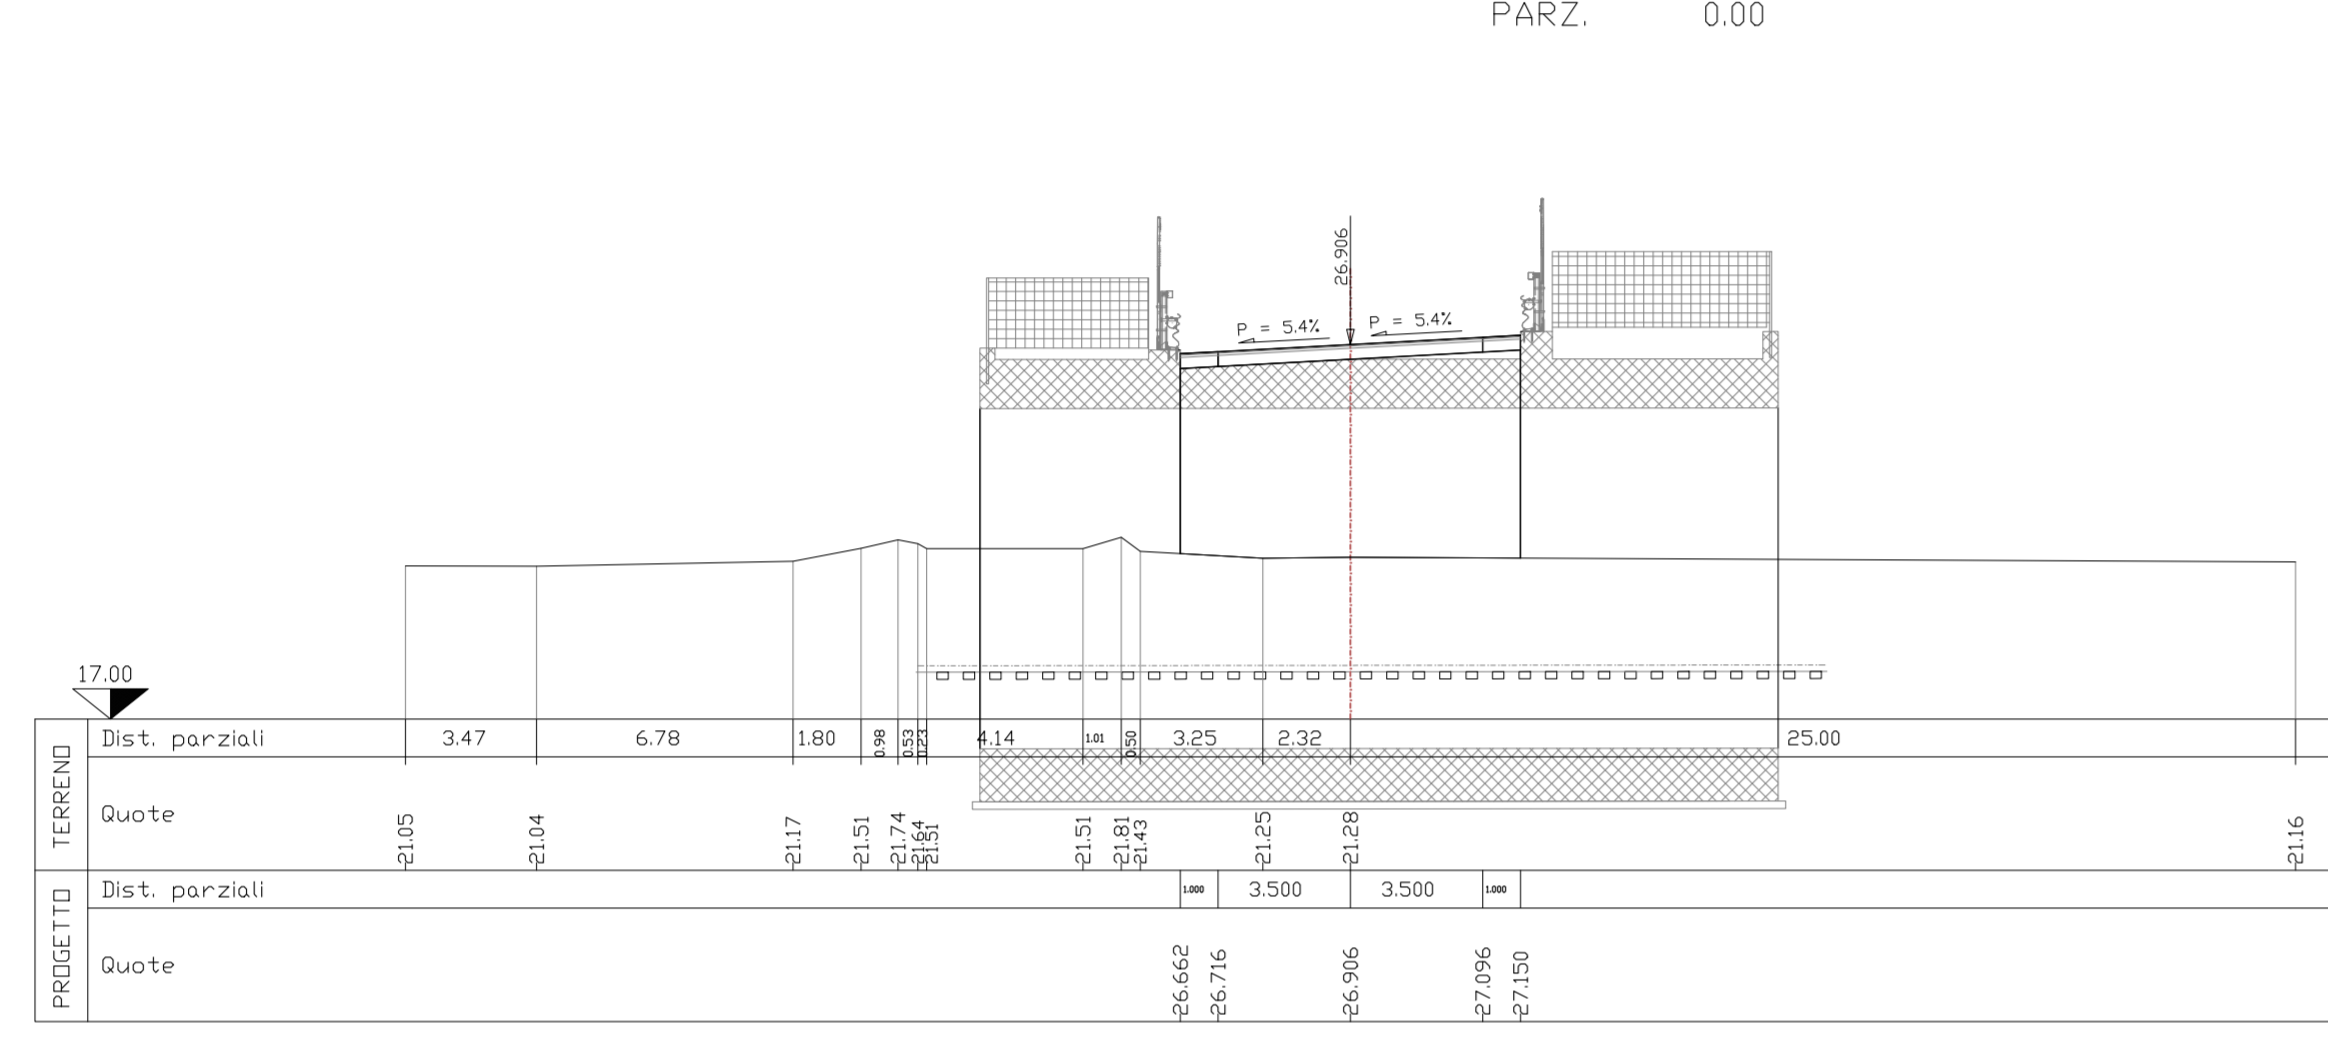 PARZ. 0.00
26.906
P = 5.4% P = 5.4%
17.00
TERRENO
Dist. parziali 3.47 6.78 1.80 0.98 0.53 0.23 4.14 1.01 0.50 3.25 2.32 25.00
Quote 21.05 21.04 21.17 21.51 21.74 21.64 21.51 21.51 21.81 21.43 21.25 21.28 21.16
PROGETTO
Dist. parziali 1.000 3.500 3.500 1.000
Quote 26.662 26.716 26.906 27.096 27.150